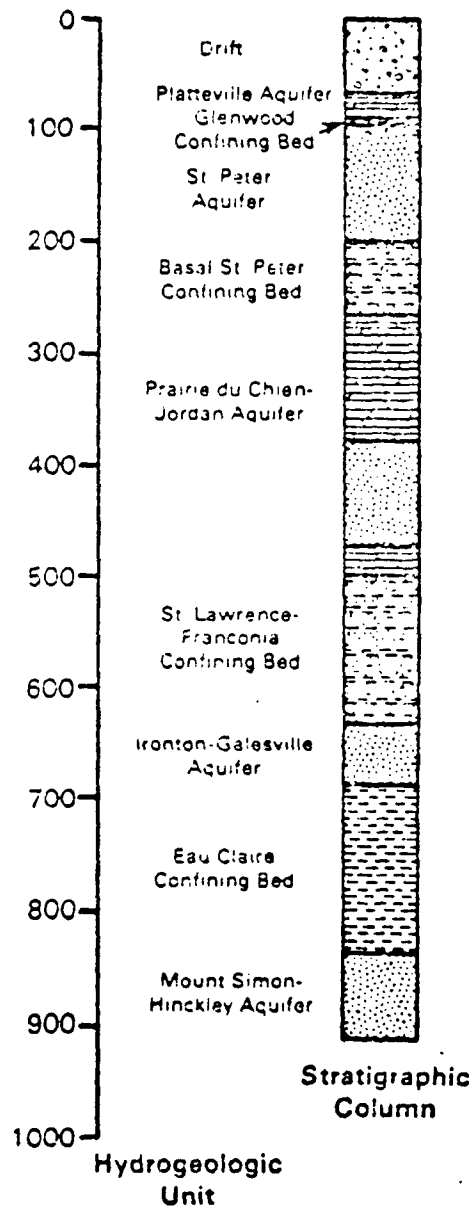 0
Drift
Platteville Aquifer
Glenwood
Confining Bed
100
St. Peter
Aquifer
200
Basal St. Peter
Confining Bed
300
Prairie du Chien-
Jordan Aquifer
400
500
St. Lawrence-
Franconia
Confining Bed
600
Ironton-Galesville
Aquifer
700
Eau Claire
Confining Bed
800
Mount Simon-
Hinckley Aquifer
900
Stratigraphic
Column
1000
Hydrogeologic
Unit